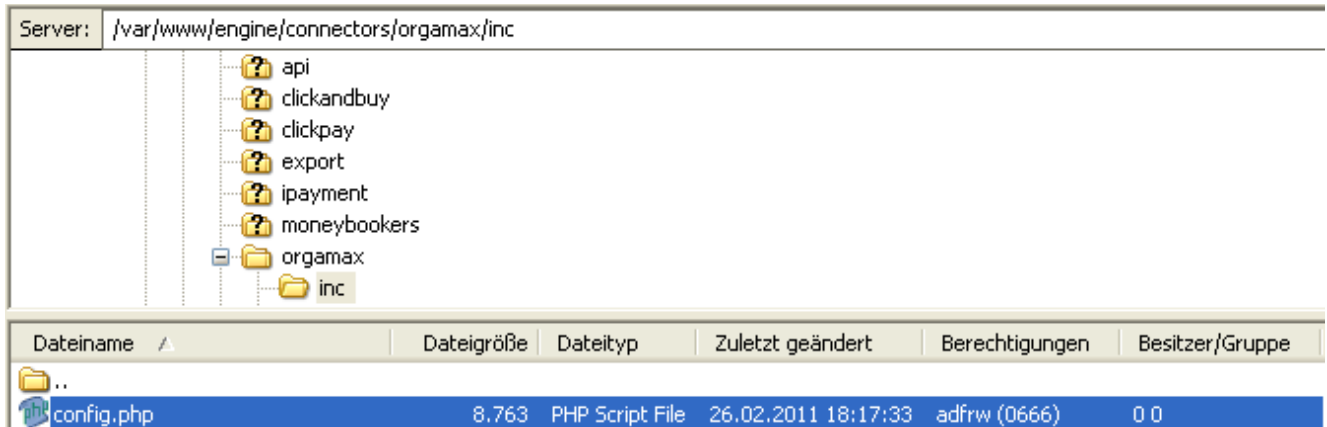 Server: /var/www/engine/connectors/orgamax/inc
api
clickandbuy
clickpay
export
ipayment
moneybookers
orgamax
inc
Dateiname Dateigröße Dateityp Zuletzt geändert Berechtigungen Besitzer/Gruppe
..
config.php 8.763 PHP Script File 26.02.2011 18:17:33 adfrw (0666) 0 0